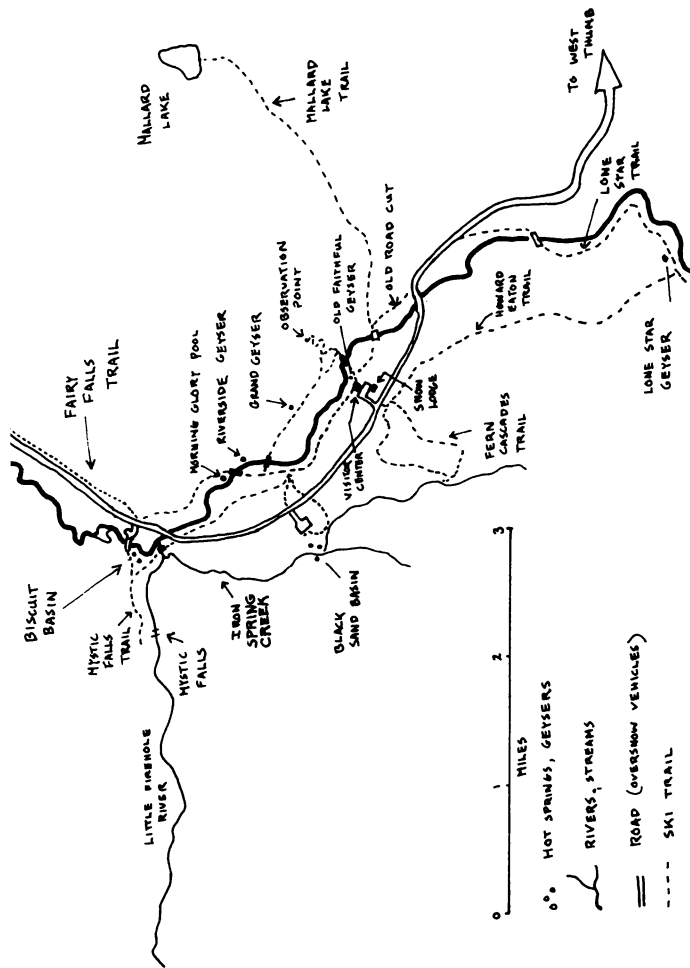 MALLARD
LAKE
MALLARD
LAKE
TRAIL
TO WEST
THUMB
LONE
STAR
TRAIL
OLD ROAD CUT
OBSERVATION
POINT
OLD FAITHFUL
GEYSER
HOWARD
EATON
TRAIL
LONE STAR
GEYSER
FAIRY
FALLS
TRAIL
MORNING GLORY POOL
RIVERSIDE GEYSER
GRAND GEYSER
SNOW
LODGE
VISITOR
CENTER
FERN
CASCADES
TRAIL
BISCUIT
BASIN
MYSTIC
FALLS
TRAIL
MYSTIC
FALLS
IRON
SPRING
CREEK
BLACK
SAND BASIN
LITTLE FIREHOLE
RIVER
0 1 2 3
MILES
HOT SPRINGS, GEYSERS
RIVERS, STREAMS
ROAD (OVERSNOW VEHICLES)
SKI TRAIL